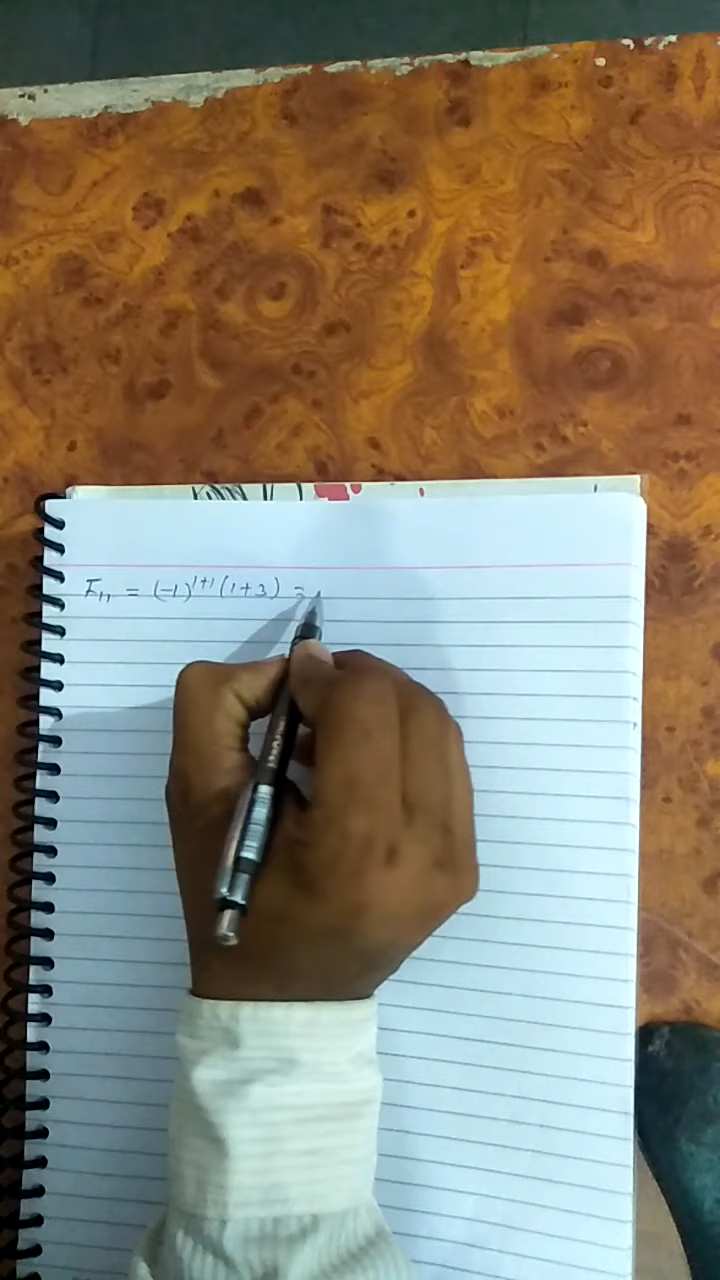 F₁₁ = (-1)¹⁺¹ (1+3) =